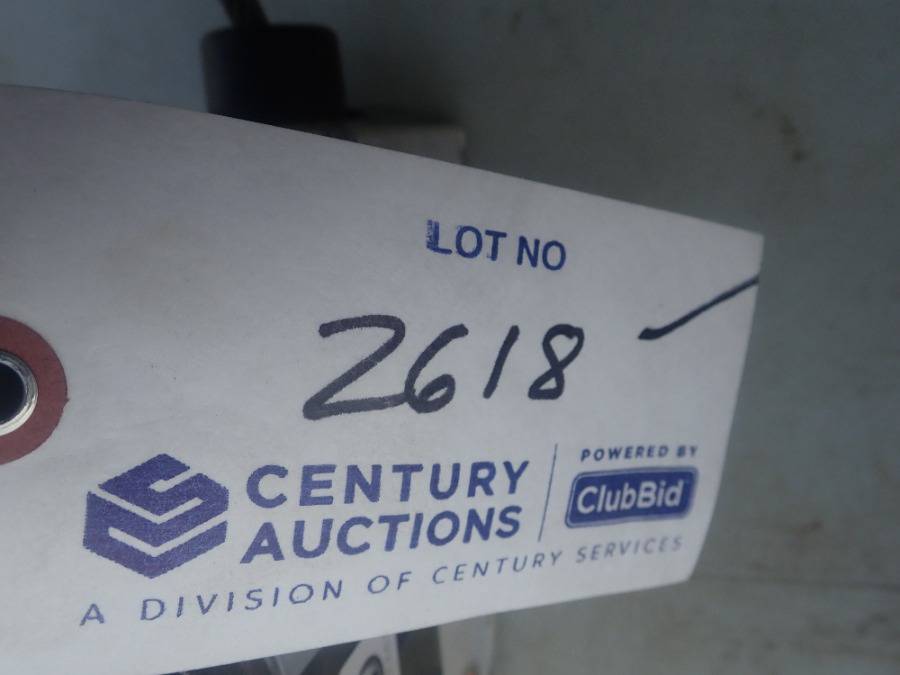 LOT NO
2618
CENTURY
AUCTIONS
POWERED BY
ClubBid
A DIVISION OF CENTURY SERVICES